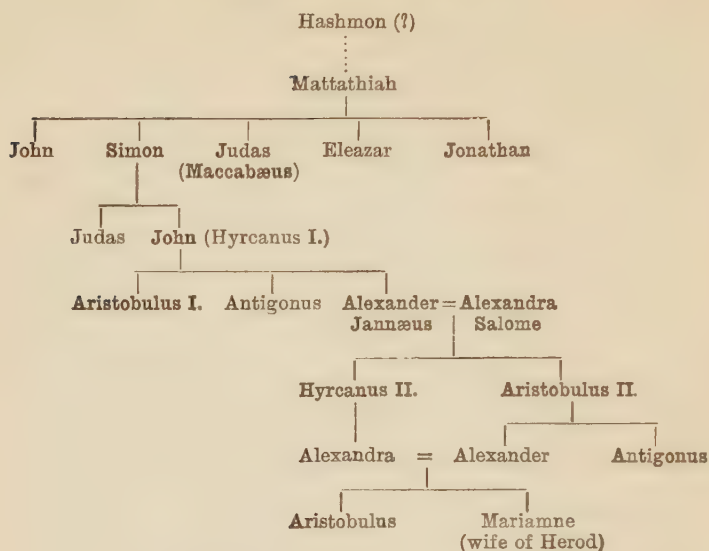 Hashmon (?)
Mattathiah
John Simon Judas Eleazar Jonathan
(Maccabæus)
Judas John (Hyrcanus I.)
Aristobulus I. Antigonus Alexander = Alexandra
Jannæus Salome
Hyrcanus II. Aristobulus II.
Alexandra = Alexander Antigonus
Aristobulus Mariamne
(wife of Herod)